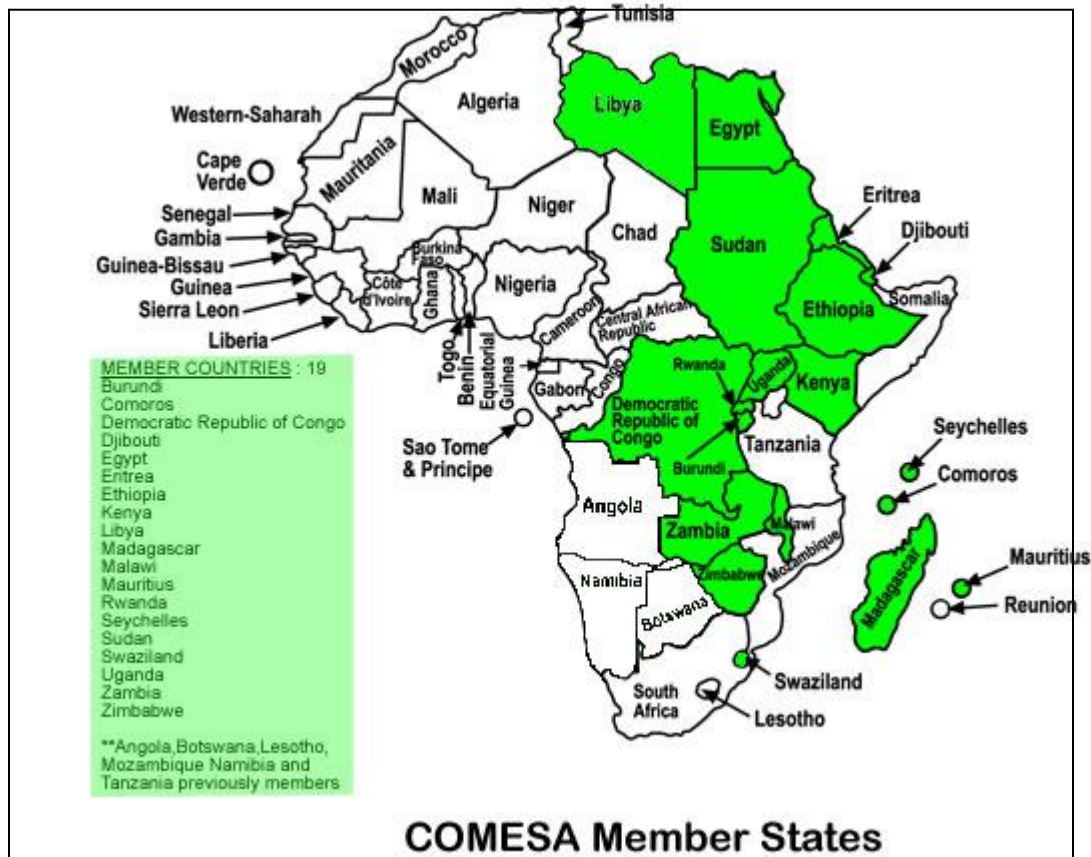 Tunisia
Morocco
Algeria
Libya
Egypt
Western-Saharah
Cape
Verde
Mauritania
Mali
Niger
Chad
Sudan
Eritrea
Djibouti
Senegal
Gambia
Guinea-Bissau
Guinea
Sierra Leon
Liberia
Burkina
Faso
Côte
d'Ivoire
Ghana
Togo
Benin
Nigeria
Cameroon
Central African
Republic
Ethiopia
Somalia
Equatorial
Guinea
Gabon
Congo
Sao Tome
& Principe
Democratic
Republic of
Congo
Rwanda
Uganda
Kenya
Burundi
Tanzania
Seychelles
Comoros
Angola
Zambia
Malawi
Mozambique
Zimbabwe
Namibia
Botswana
Madagascar
Mauritius
Reunion
Swaziland
South
Africa
Lesotho
MEMBER COUNTRIES : 19
Burundi
Comoros
Democratic Republic of Congo
Djibouti
Egypt
Eritrea
Ethiopia
Kenya
Libya
Madagascar
Malawi
Mauritius
Rwanda
Seychelles
Sudan
Swaziland
Uganda
Zambia
Zimbabwe
**Angola,Botswana,Lesotho,
Mozambique Namibia and
Tanzania previously members
COMESA Member States